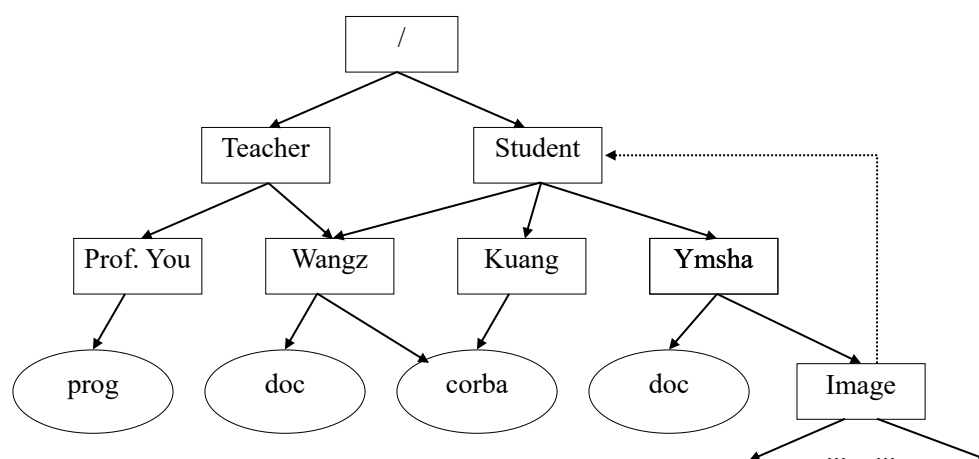 /
Teacher
Student
Prof. You
Wangz
Kuang
Ymsha
prog
doc
corba
doc
Image
... ...